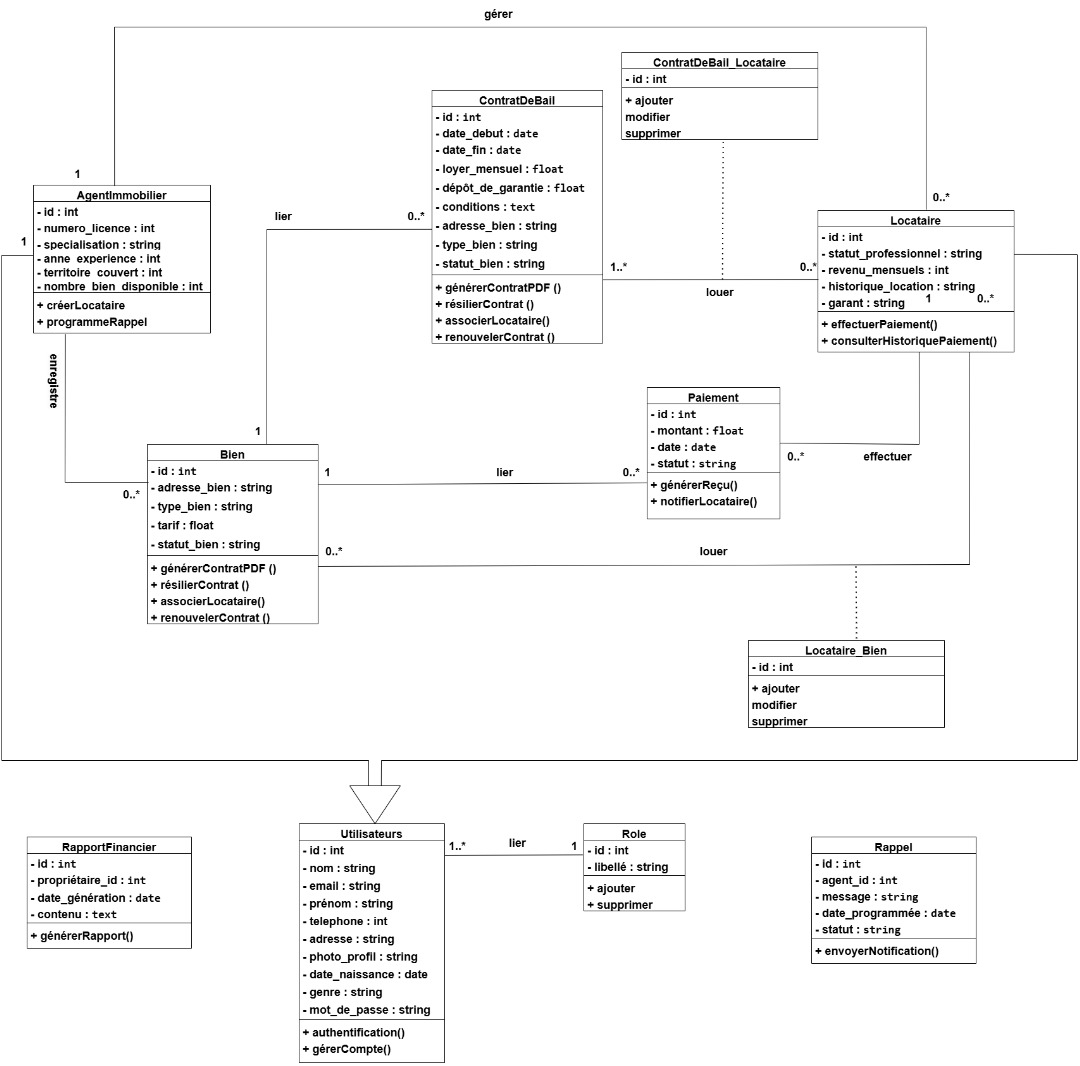 gérer
ContratDeBail_Locataire
- id : int
+ ajouter
modifier
supprimer
ContratDeBail
- id : int
- date_debut : date
- date_fin : date
- loyer_mensuel : float
- dépôt_de_garantie : float
- conditions : text
- adresse_bien : string
- type_bien : string
- statut_bien : string
+ générerContratPDF ()
+ résilierContrat ()
+ associerLocataire()
+ renouvelerContrat ()
1
AgentImmobilier
- id : int
- numero_licence : int
- specialisation : string
- anne_experience : int
- territoire_couvert : int
- nombre_bien_disponible : int
+ créerLocataire
+ programmeRappel
1
lier
0..*
0..*
Locataire
- id : int
- statut_professionnel : string
- revenu_mensuels : int
- historique_location : string
- garant : string
1
0..*
+ effectuerPaiement()
+ consulterHistoriquePaiement()
1..*
0..*
louer
enregistre
Paiement
- id : int
- montant : float
- date : date
- statut : string
+ générerReçu()
+ notifierLocataire()
0..*
effectuer
1
Bien
- id : int
- adresse_bien : string
- type_bien : string
- tarif : float
- statut_bien : string
+ générerContratPDF ()
+ résilierContrat ()
+ associerLocataire()
+ renouvelerContrat ()
0..*
1
lier
0..*
0..*
louer
Locataire_Bien
- id : int
+ ajouter
modifier
supprimer
RapportFinancier
- id : int
- propriétaire_id : int
- date_génération : date
- contenu : text
+ générerRapport()
Utilisateurs
- id : int
- nom : string
- email : string
- prénom : string
- telephone : int
- adresse : string
- photo_profil : string
- date_naissance : date
- genre : string
- mot_de_passe : string
+ authentification()
+ gérerCompte()
1..*
lier
1
Role
- id : int
- libellé : string
+ ajouter
+ supprimer
Rappel
- id : int
- agent_id : int
- message : string
- date_programmée : date
- statut : string
+ envoyerNotification()